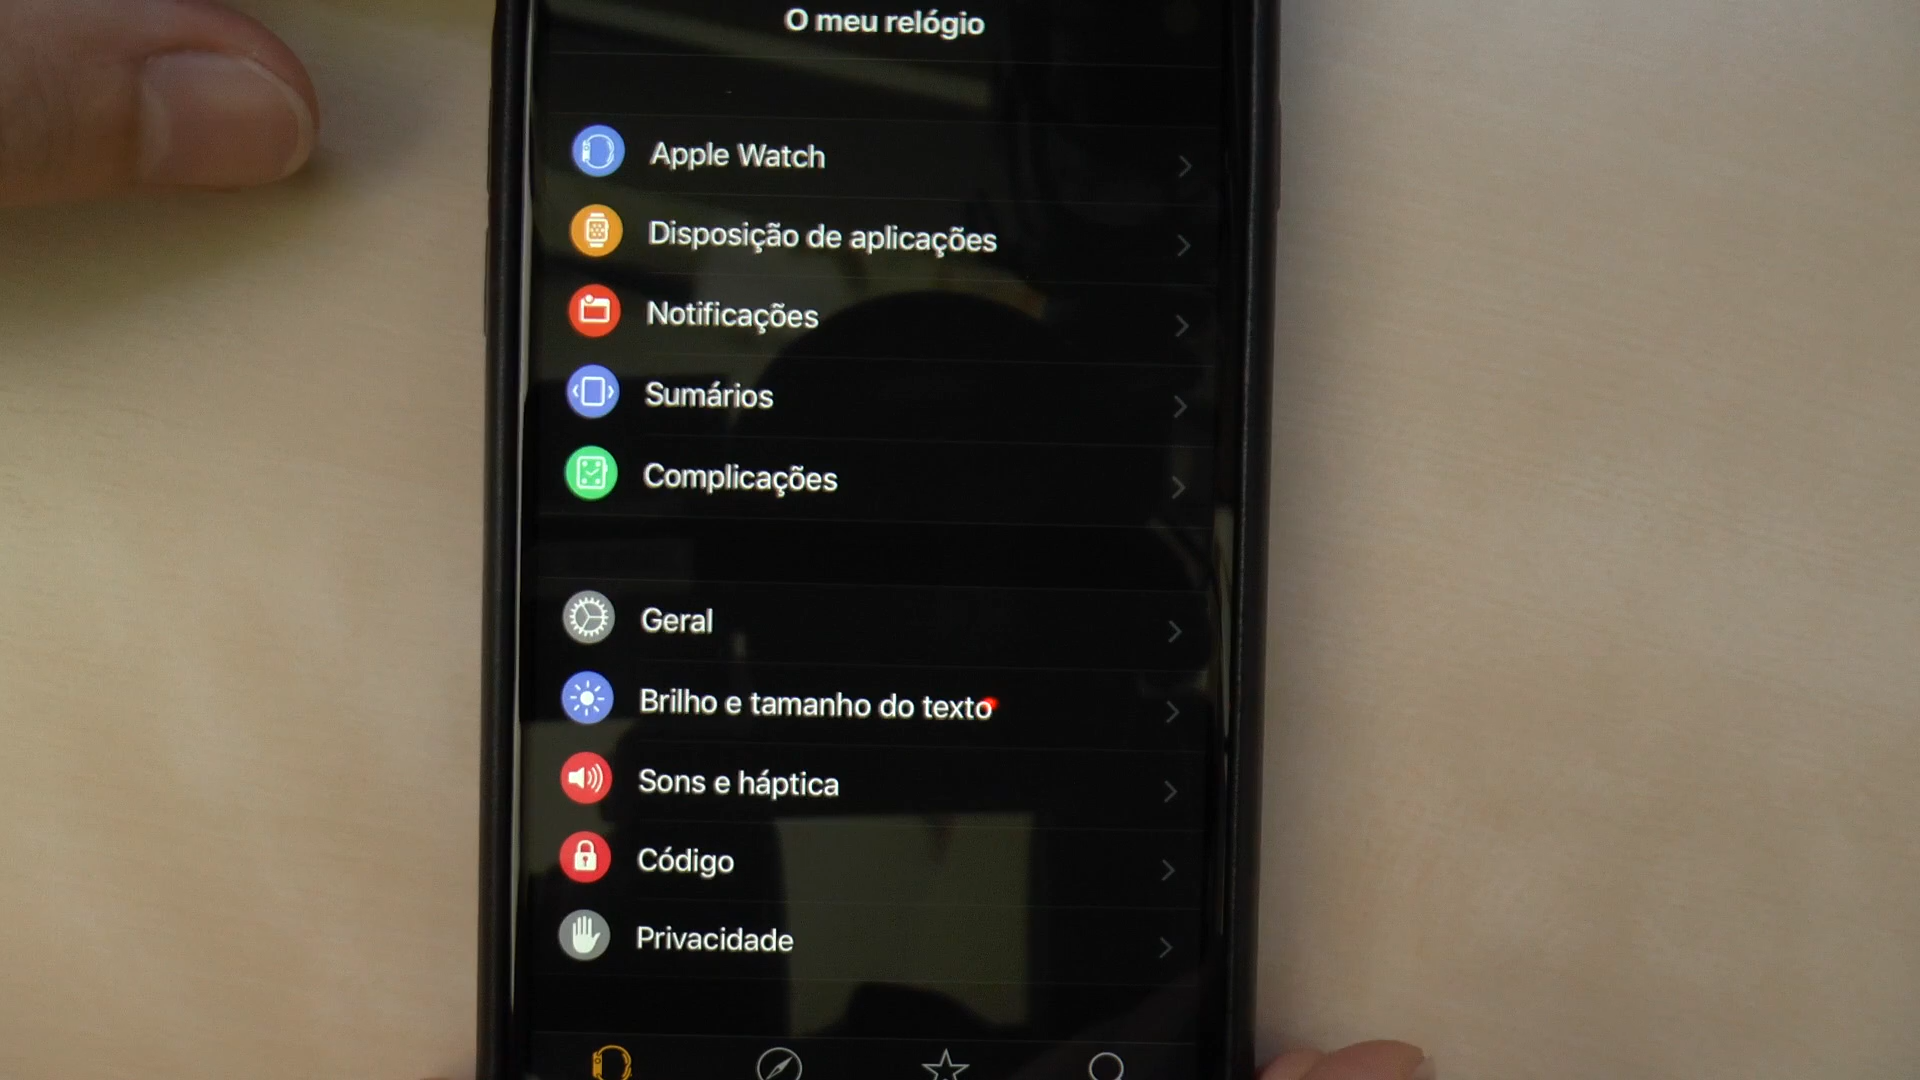 O meu relógio
Apple Watch
Disposição de aplicações
Notificações
Sumários
Complicações
Geral
Brilho e tamanho do texto
Sons e háptica
Código
Privacidade